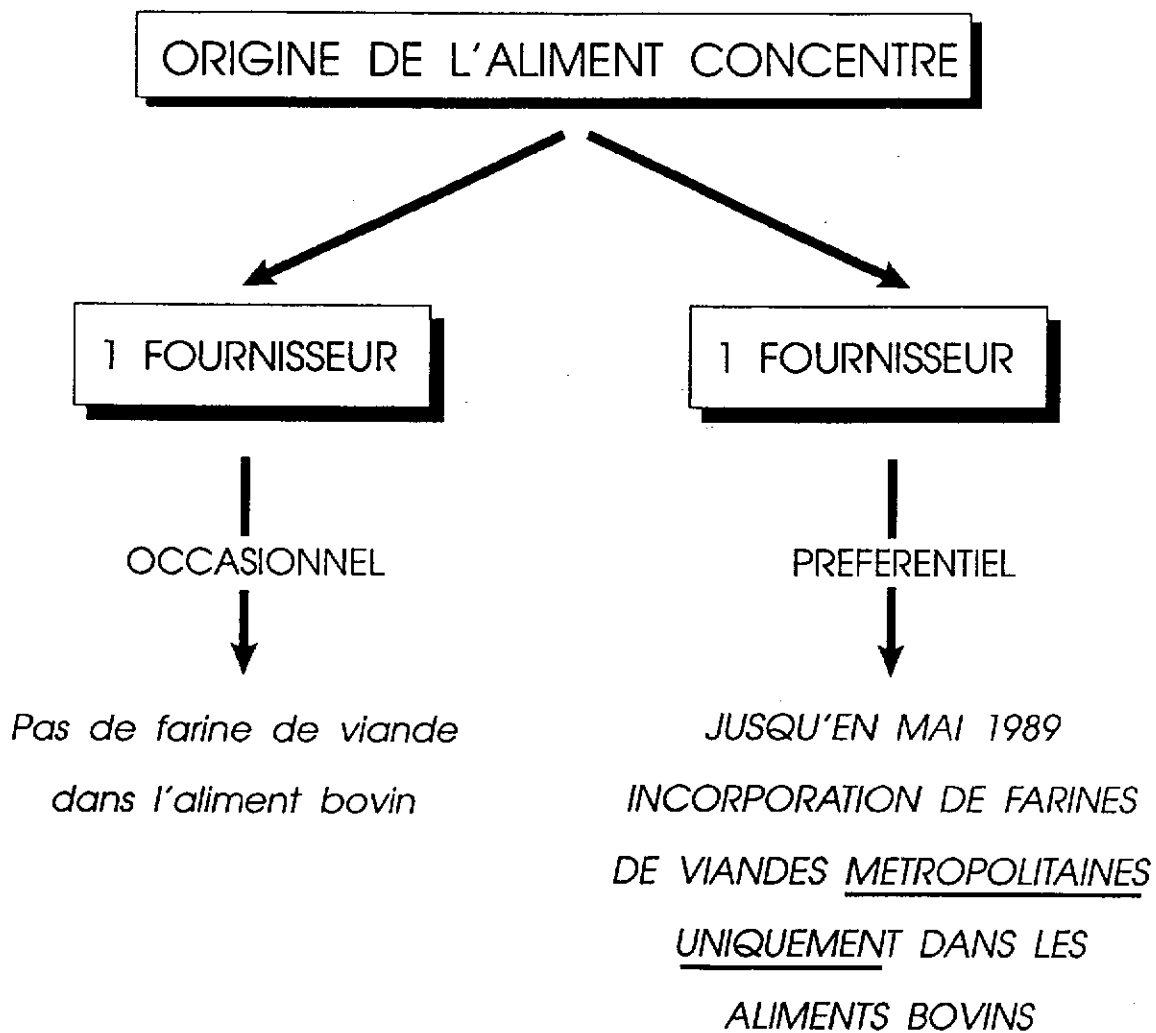 ORIGINE DE L'ALIMENT CONCENTRE
1 FOURNISSEUR
OCCASIONNEL
Pas de farine de viande
dans l'aliment bovin
1 FOURNISSEUR
PREFERENTIEL
JUSQU'EN MAI 1989
INCORPORATION DE FARINES
DE VIANDES METROPOLITAINES
UNIQUEMENT DANS LES
ALIMENTS BOVINS